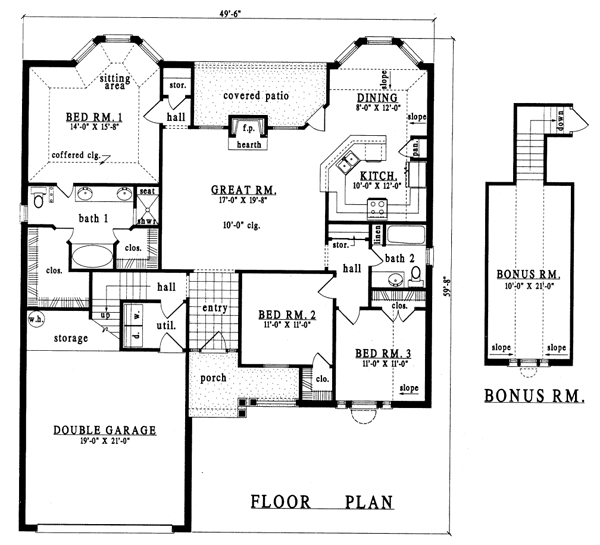 49'-6"
sitting
area
stor.
covered patio
slope
DINING
8'-0" X 12'-0"
slope
BED RM. 1
14'-0" X 15'-8"
hall
f.p.
hearth
coffered clg.
pan.
KITCH.
10'-0" X 12'-0"
GREAT RM.
17'-0" X 19'-8"
10'-0" clg.
seat
shwr
bath 1
linen
stor.
bath 2
hall
clos.
clos.
clos.
hall
entry
up
w.
d.
util.
w.h.
storage
BED RM. 2
11'-0" X 11'-0"
BED RM. 3
11'-0" X 11'-0"
clo.
slope
porch
59'-8"
DOUBLE GARAGE
19'-0" X 21'-0"
FLOOR PLAN
down
BONUS RM.
10'-0" X 21'-0"
slope
slope
BONUS RM.